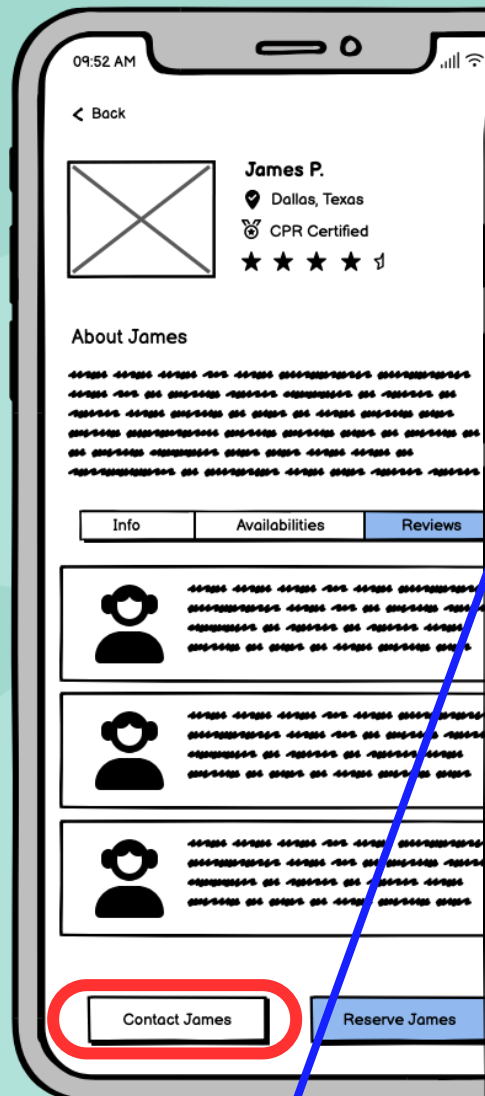 09:52 AM
Back
James P.
Dallas, Texas
CPR Certified
About James
Info Availabilities Reviews
Contact James Reserve James